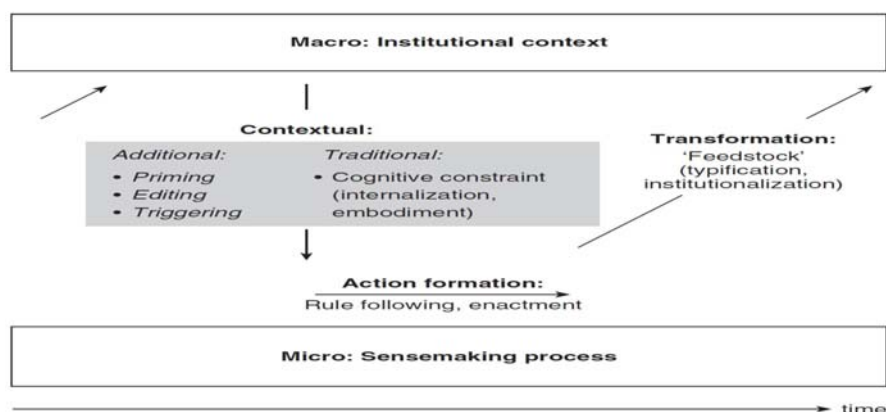 Macro: Institutional context
Contextual:
Additional:
• Priming
• Editing
• Triggering
Traditional:
• Cognitive constraint
(internalization,
embodiment)
Transformation:
'Feedstock'
(typification,
institutionalization)
Action formation:
Rule following, enactment
Micro: Sensemaking process
time